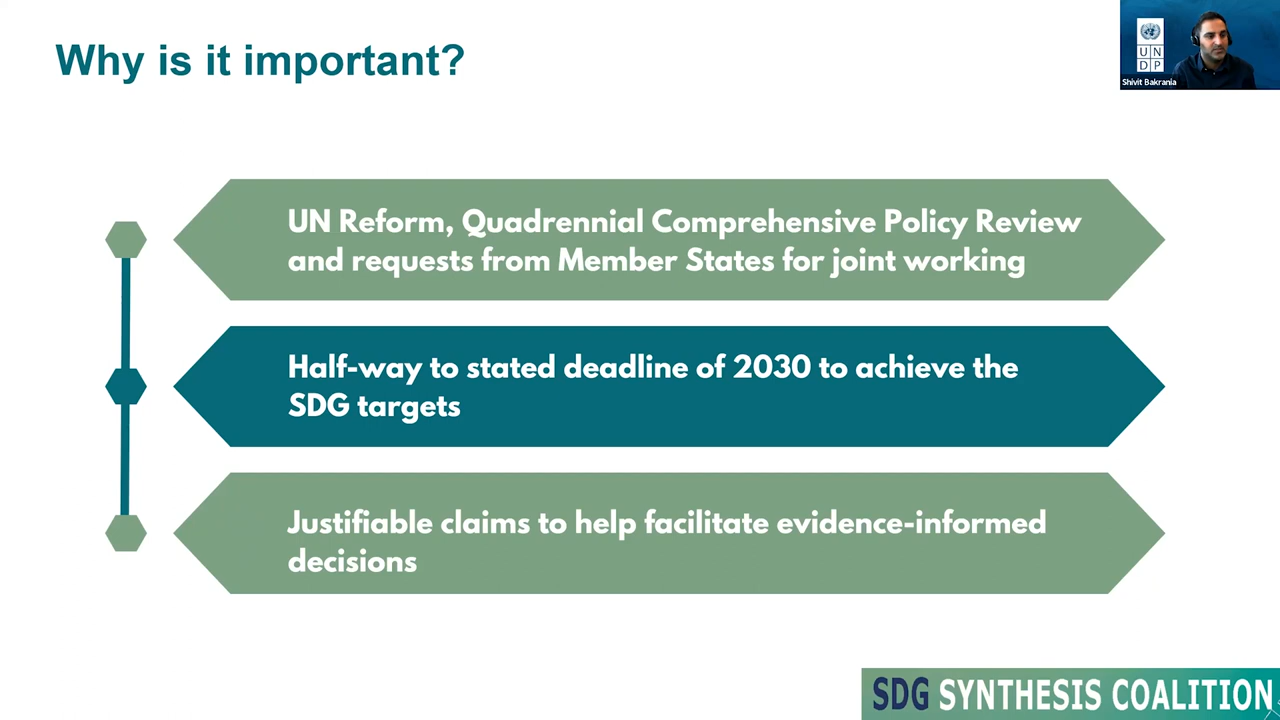 Why is it important?
UN
DP
Shivit Bakrania
UN Reform, Quadrennial Comprehensive Policy Review
and requests from Member States for joint working
Half-way to stated deadline of 2030 to achieve the
SDG targets
Justifiable claims to help facilitate evidence-informed
decisions
SDG SYNTHESIS COALITION